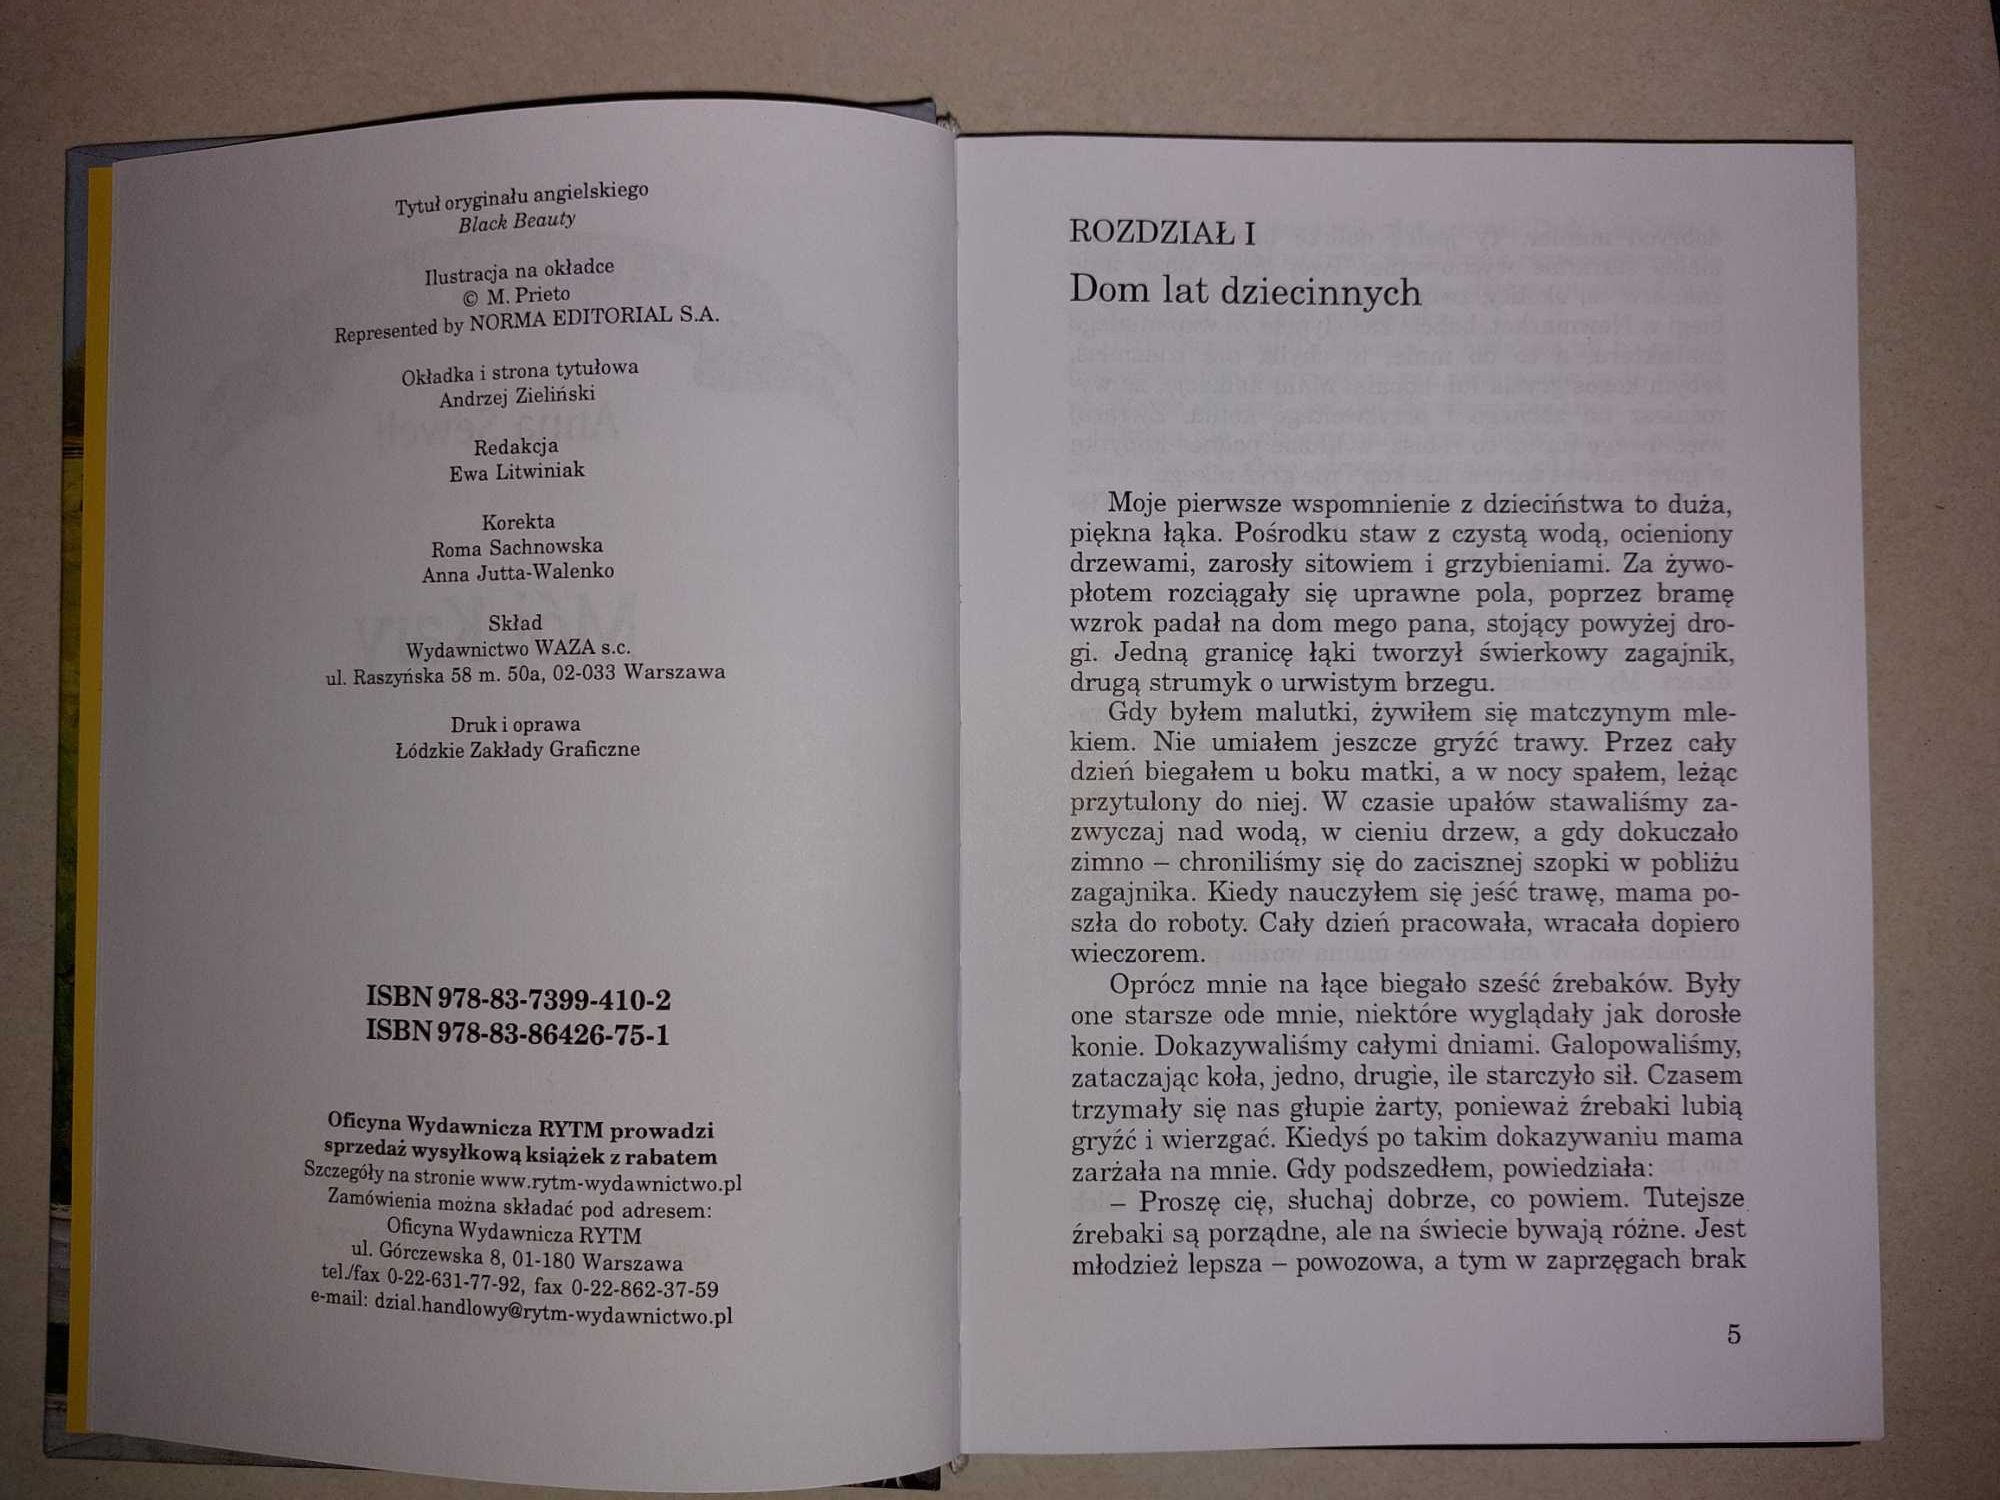 Tytuł oryginału angielskiego
Black Beauty
Ilustracja na okładce
© M. Prieto
Represented by NORMA EDITORIAL S.A.
Okładka i strona tytułowa
Andrzej Zieliński
Redakcja
Ewa Litwiniak
Korekta
Roma Sachnowska
Anna Jutta-Walenko
Skład
Wydawnictwo WAZA s.c.
ul. Raszyńska 58 m. 50a, 02-033 Warszawa
Druk i oprawa
Łódzkie Zakłady Graficzne
ISBN 978-83-7399-410-2
ISBN 978-83-86426-75-1
Oficyna Wydawnicza RYTM prowadzi
sprzedaż wysyłkową książek z rabatem
Szczegóły na stronie www.rytm-wydawnictwo.pl
Zamówienia można składać pod adresem:
Oficyna Wydawnicza RYTM
ul. Górczewska 8, 01-180 Warszawa
tel./fax 0-22-631-77-92, fax 0-22-862-37-59
e-mail: dzial.handlowy@rytm-wydawnictwo.pl
ROZDZIAŁ I
Dom lat dziecinnych
Moje pierwsze wspomnienie z dzieciństwa to duża,
piękna łąka. Pośrodku staw z czystą wodą, ocieniony
drzewami, zarosły sitowiem i grzybieniami. Za żywo-
płotem rozciągały się uprawne pola, poprzez bramę
wzrok padał na dom mego pana, stojący powyżej dro-
gi. Jedną granicę łąki tworzył świerkowy zagajnik,
drugą strumyk o urwistym brzegu.
Gdy byłem malutki, żywiłem się matczynym mle-
kiem. Nie umiałem jeszcze gryźć trawy. Przez cały
dzień biegałem u boku matki, a w nocy spałem, leżąc
przytulony do niej. W czasie upałów stawaliśmy za-
zwyczaj nad wodą, w cieniu drzew, a gdy dokuczało
zimno – chroniliśmy się do zacisznej szopki w pobliżu
zagajnika. Kiedy nauczyłem się jeść trawę, mama po-
szła do roboty. Cały dzień pracowała, wracała dopiero
wieczorem.
Oprócz mnie na łące biegało sześć źrebaków. Były
one starsze ode mnie, niektóre wyglądały jak dorosłe
konie. Dokazywaliśmy całymi dniami. Galopowaliśmy,
zataczając koła, jedno, drugie, ile starczyło sił. Czasem
trzymały się nas głupie żarty, ponieważ źrebaki lubią
gryźć i wierzgać. Kiedyś po takim dokazywaniu mama
zarżała na mnie. Gdy podszedłem, powiedziała:
– Proszę cię, słuchaj dobrze, co powiem. Tutejsze
źrebaki są porządne, ale na świecie bywają różne. Jest
młodzież lepsza – powozowa, a tym w zaprzęgach brak
5